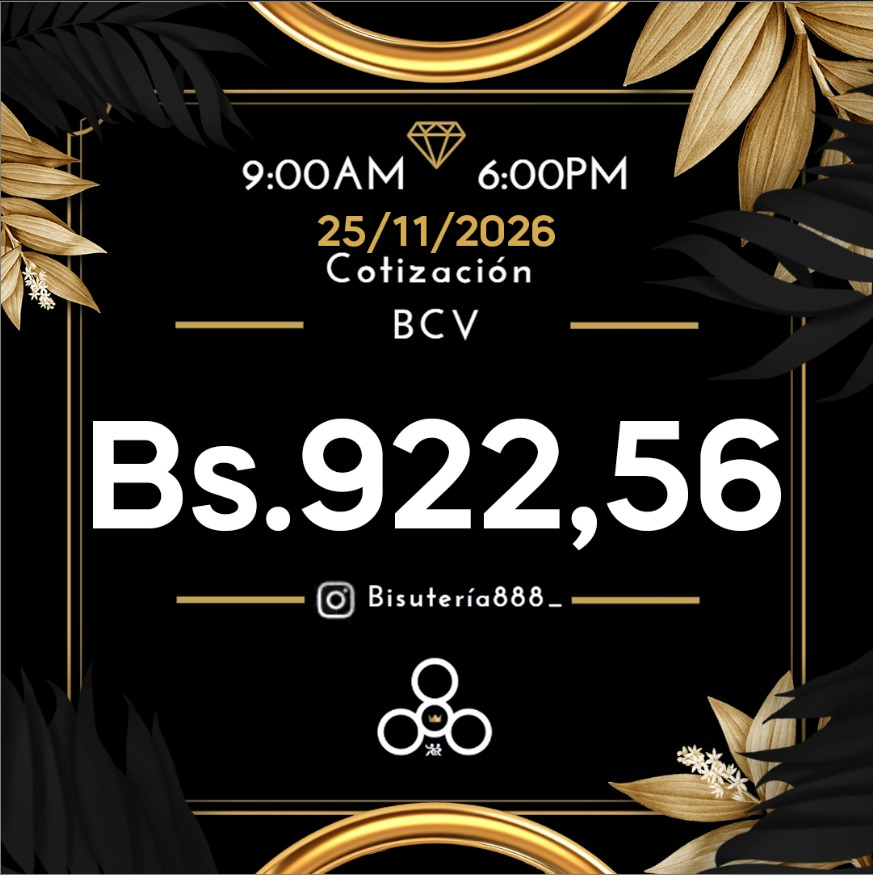 9:00AM 6:00PM
25/11/2026
Cotización
BCV
Bs.922,56
Bisutería888_